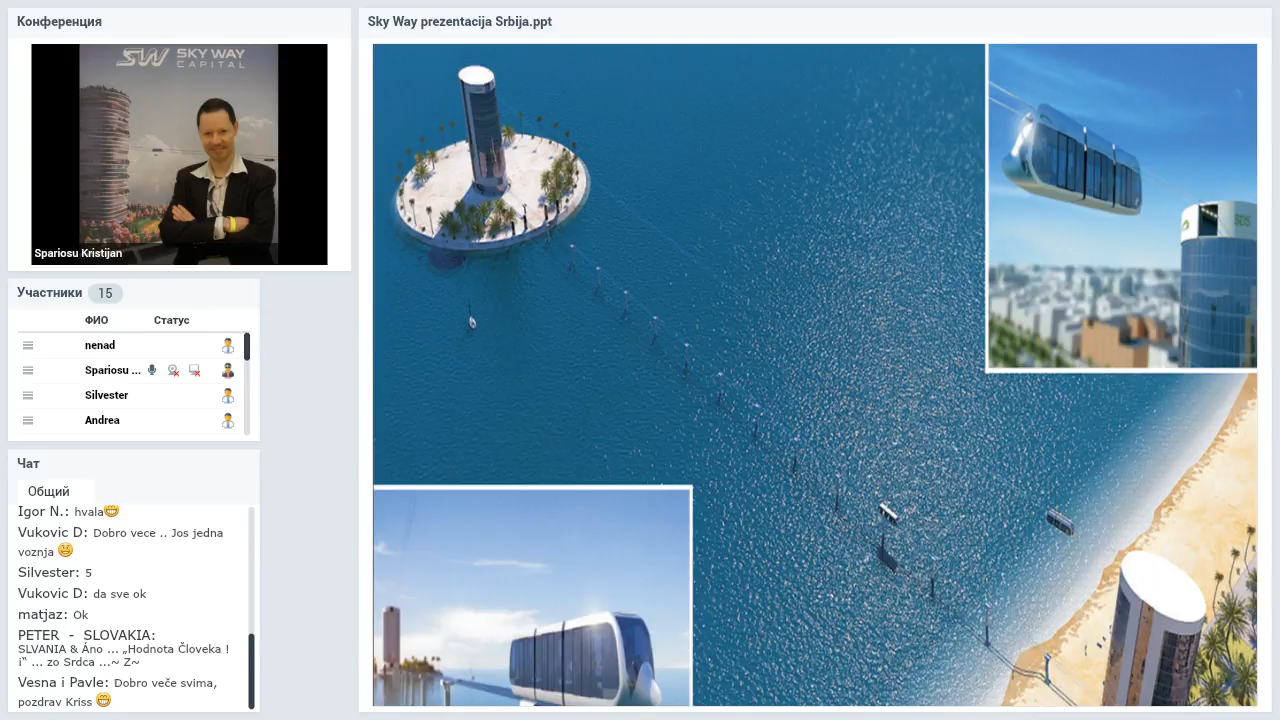 Конференция
SKY WAY
CAPITAL
Spariosu Kristijan
Участники 15
ФИО Статус
nenad
Spariosu ...
Silvester
Andrea
Чат
Общий
Igor N.: hvala
Vukovic D: Dobro vece .. Jos jedna
voznja
Silvester: 5
Vukovic D: da sve ok
matjaz: Ok
PETER - SLOVAKIA:
SLVANIA & Áno ... „Hodnota Človeka !
i“ ... zo Srdca ...~ Z~
Vesna i Pavle: Dobro veče svima,
pozdrav Kriss
Sky Way prezentacija Srbija.ppt